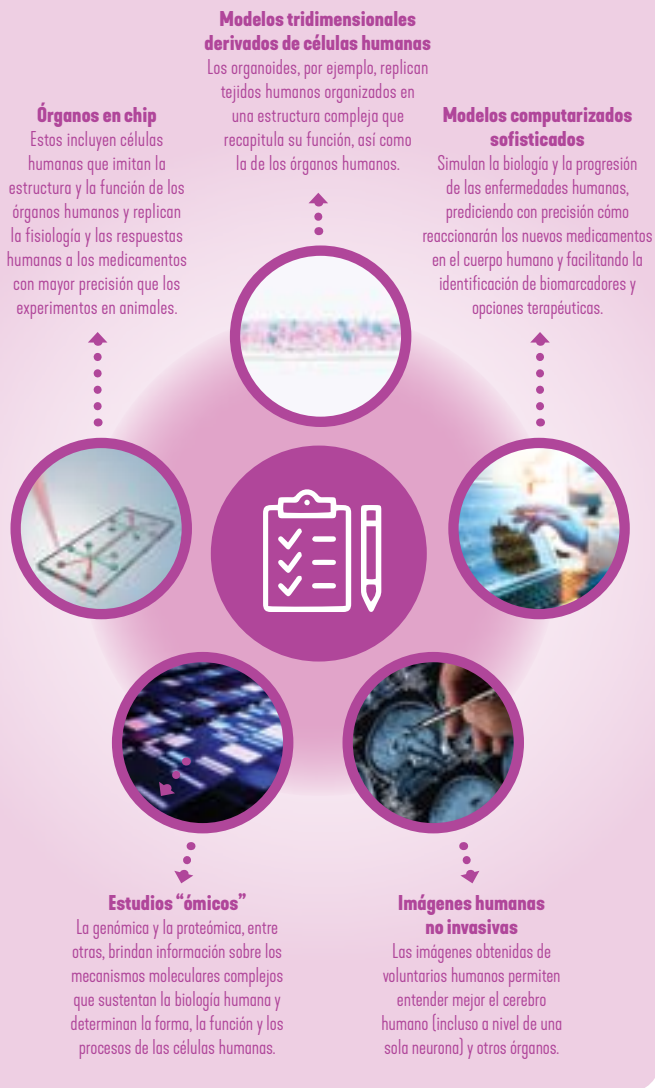 Modelos tridimensionales
derivados de células humanas
Los organoides, por ejemplo, replican
tejidos humanos organizados en
una estructura compleja que
recapitula su función, así como
la de los órganos humanos.
Órganos en chip
Estos incluyen células
humanas que imitan la
estructura y la función de los
órganos humanos y replican
la fisiología y las respuestas
humanas a los medicamentos
con mayor precisión que los
experimentos en animales.
Modelos computarizados
sofisticados
Simulan la biología y la progresión
de las enfermedades humanas,
prediciendo con precisión cómo
reaccionarán los nuevos medicamentos
en el cuerpo humano y facilitando la
identificación de biomarcadores y
opciones terapéuticas.
Estudios “ómicos”
La genómica y la proteómica, entre
otras, brindan información sobre los
mecanismos moleculares complejos
que sustentan la biología humana y
determinan la forma, la función y los
procesos de las células humanas.
Imágenes humanas
no invasivas
Las imágenes obtenidas de
voluntarios humanos permiten
entender mejor el cerebro
humano (incluso a nivel de una
sola neurona) y otros órganos.